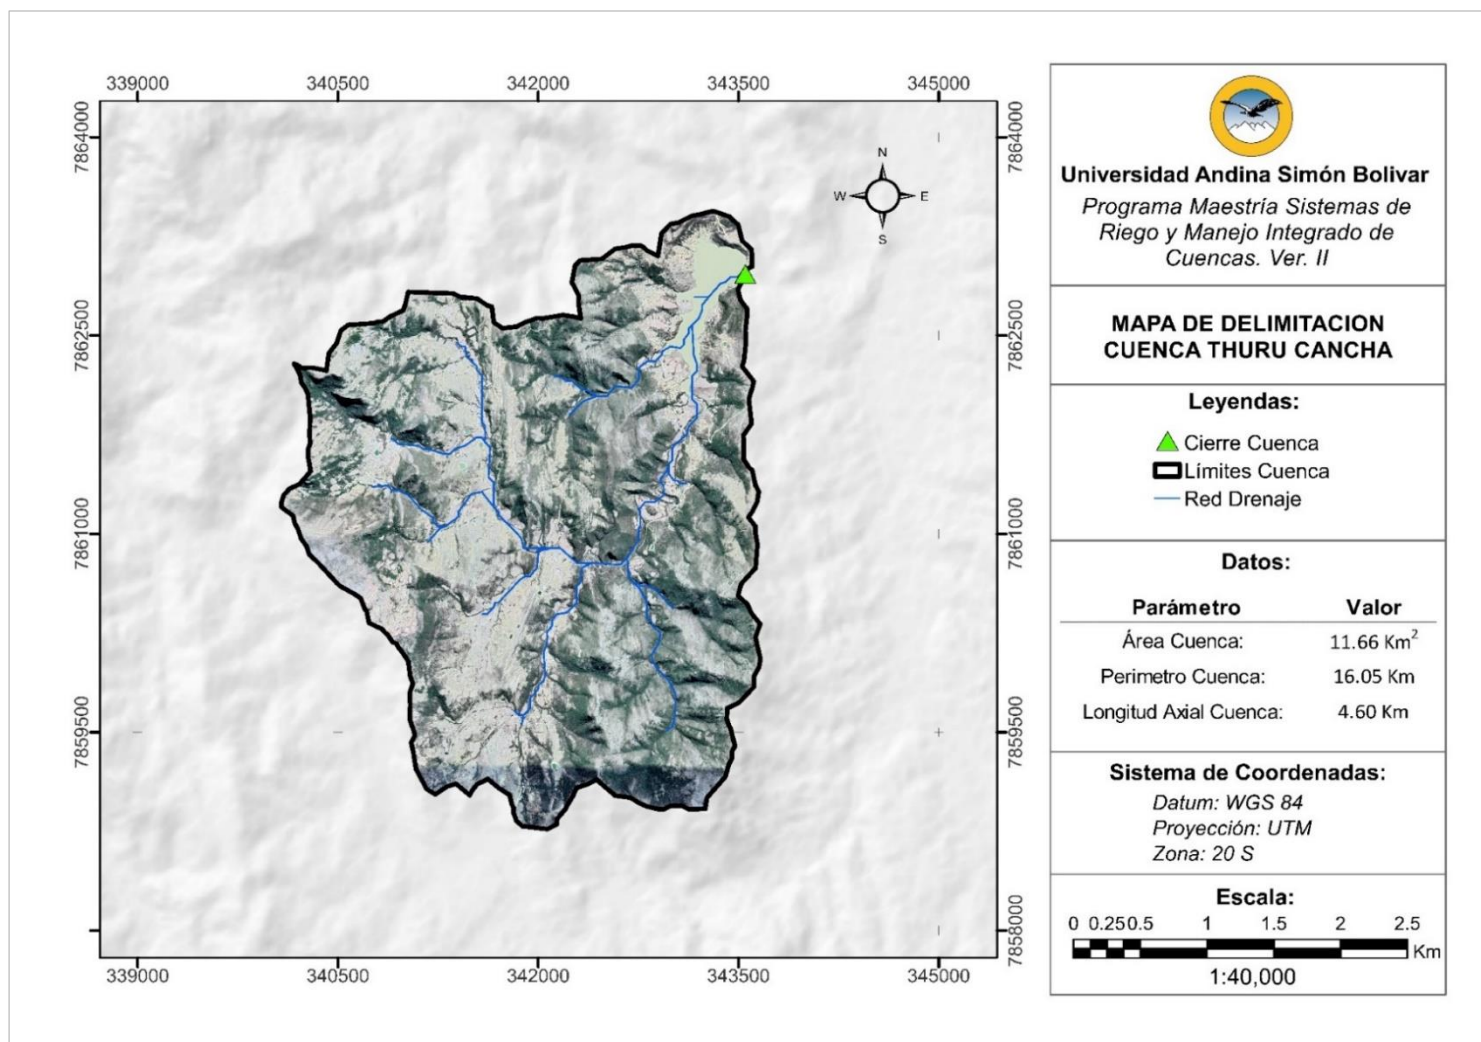 339000 340500 342000 343500 345000
7864000 7864000
N
W E
S
7862500 7862500
7861000 7861000
7859500 7859500
7858000 7858000
339000 340500 342000 343500 345000
Universidad Andina Simón Bolivar
Programa Maestría Sistemas de
Riego y Manejo Integrado de
Cuencas. Ver. II
MAPA DE DELIMITACION
CUENCA THURU CANCHA
Leyendas:
Cierre Cuenca
Límites Cuenca
Red Drenaje
Datos:
Parámetro Valor
Área Cuenca: 11.66 Km²
Perimetro Cuenca: 16.05 Km
Longitud Axial Cuenca: 4.60 Km
Sistema de Coordenadas:
Datum: WGS 84
Proyección: UTM
Zona: 20 S
Escala:
0 0.25 0.5 1 1.5 2 2.5
Km
1:40,000